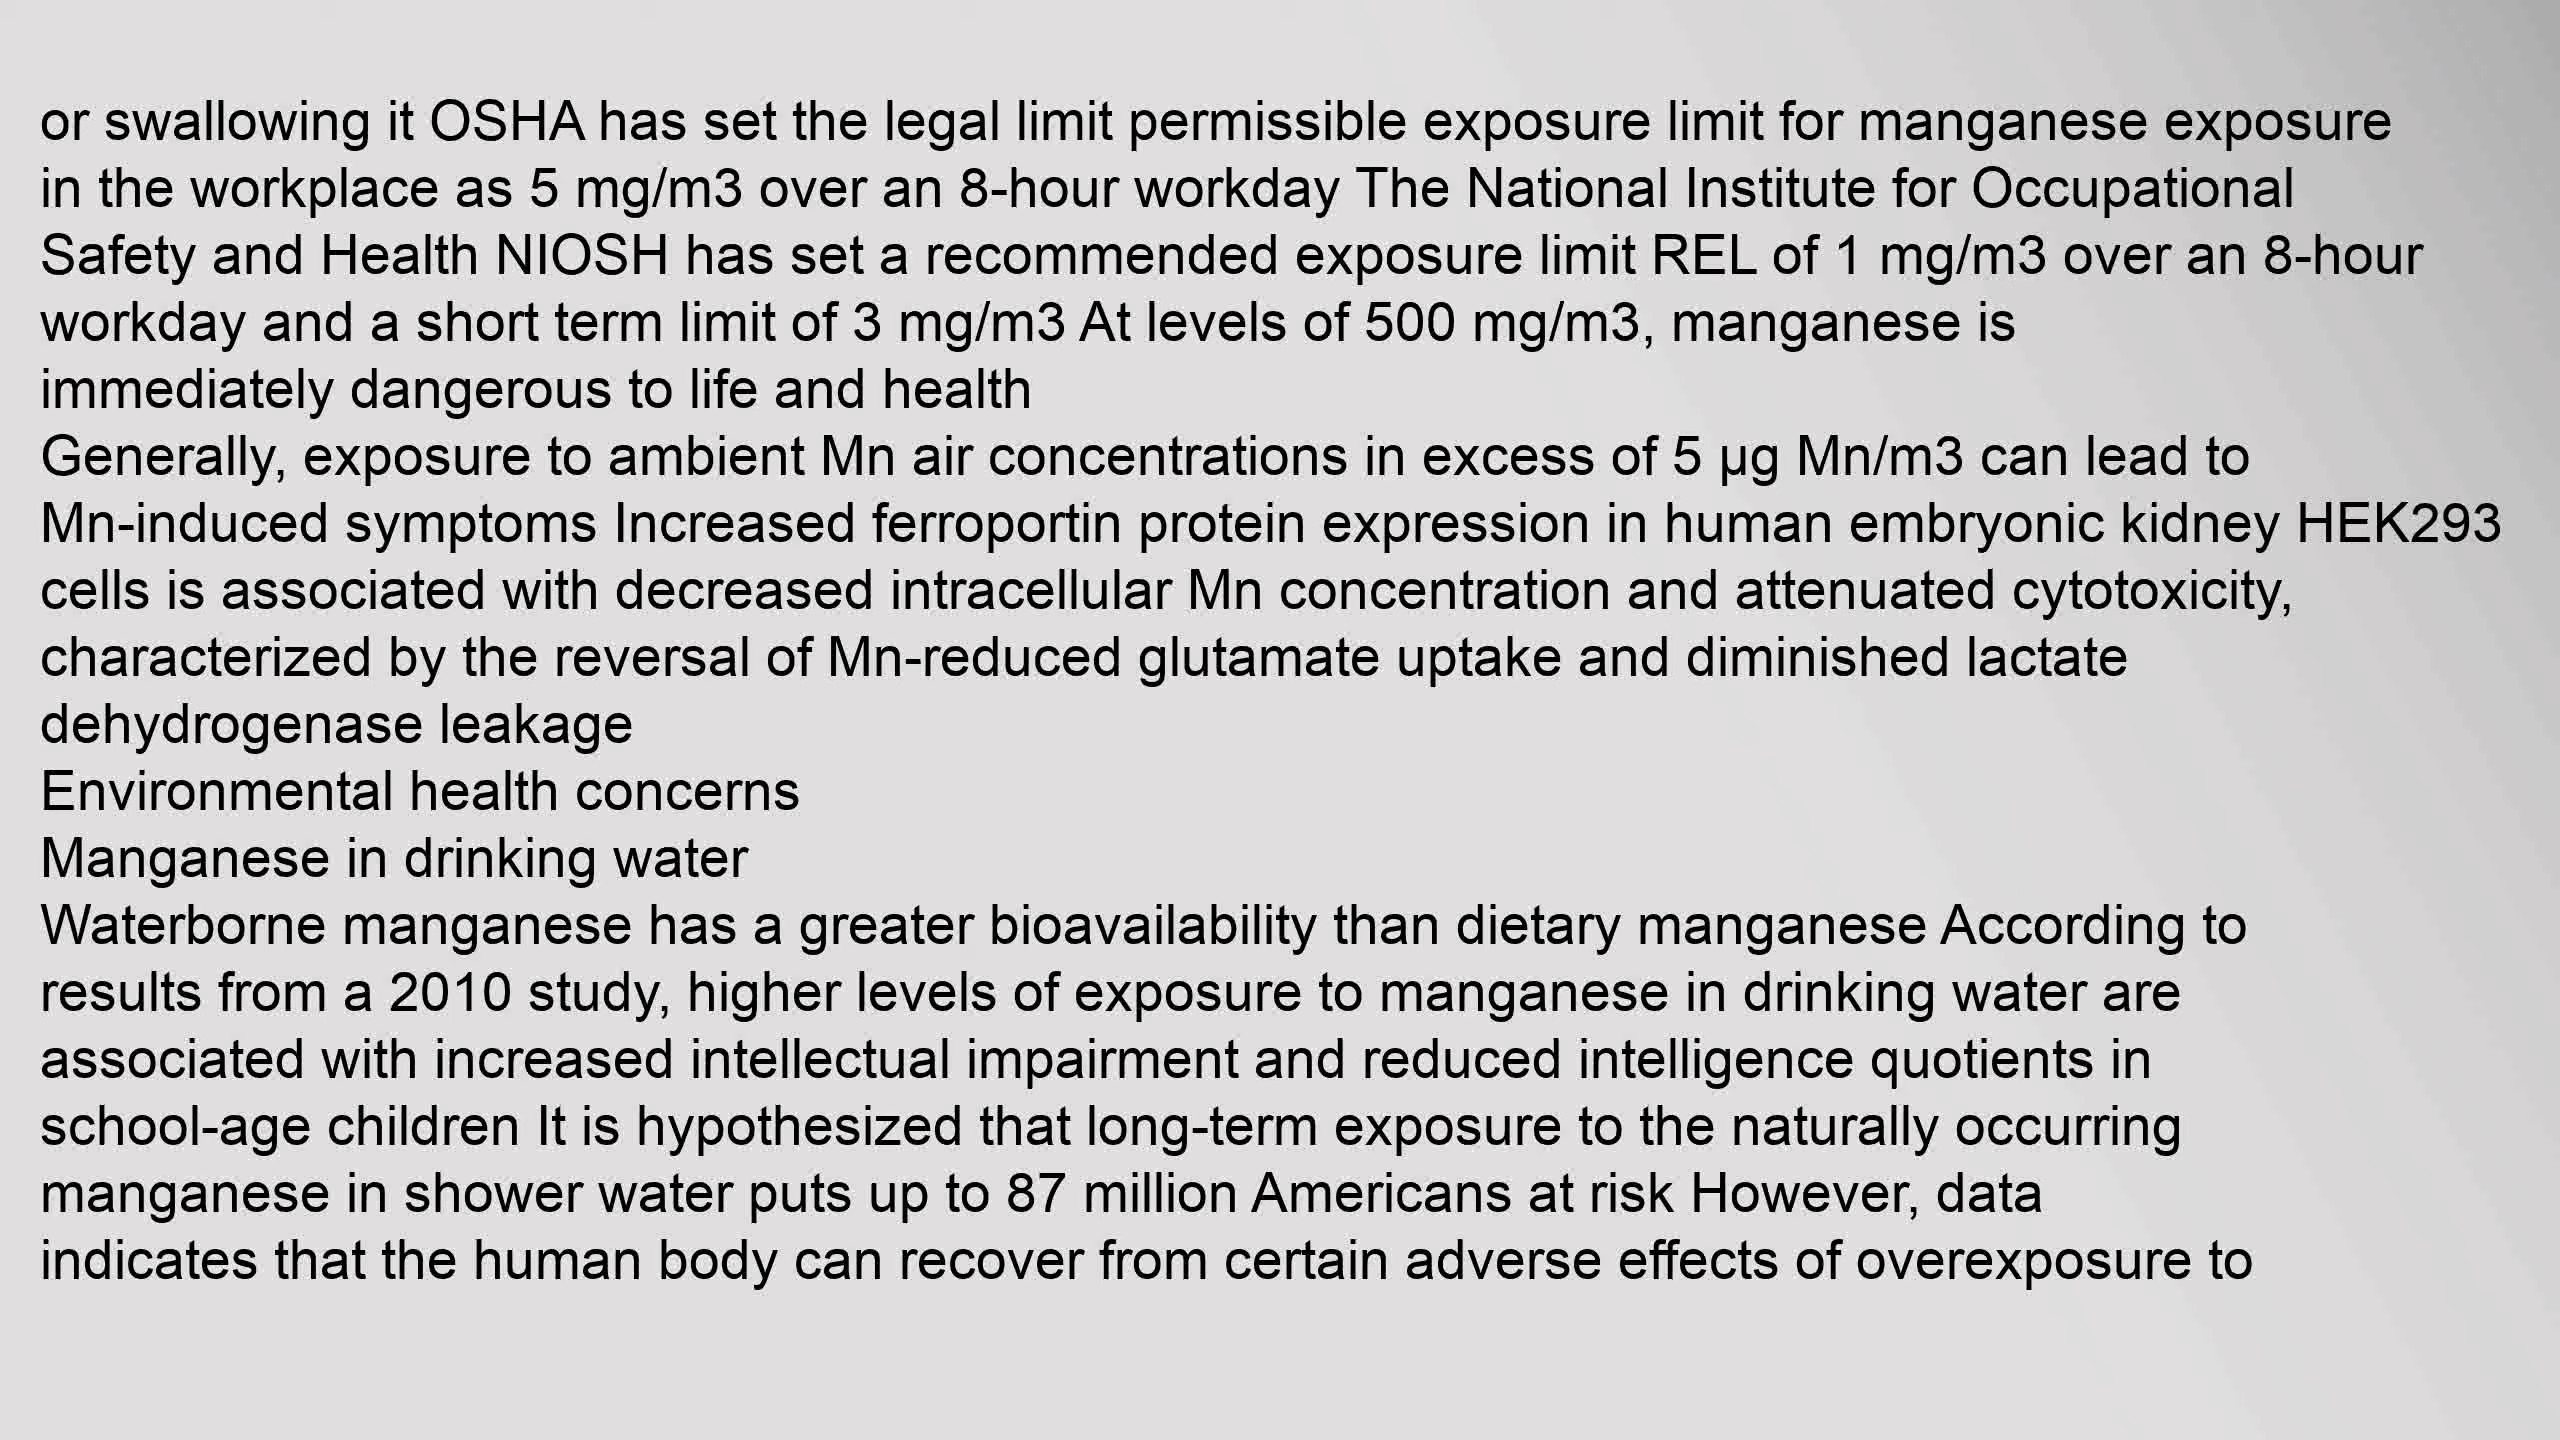 or swallowing it OSHA has set the legal limit permissible exposure limit for manganese exposure
in the workplace as 5 mg/m3 over an 8-hour workday The National Institute for Occupational
Safety and Health NIOSH has set a recommended exposure limit REL of 1 mg/m3 over an 8-hour
workday and a short term limit of 3 mg/m3 At levels of 500 mg/m3, manganese is
immediately dangerous to life and health
Generally, exposure to ambient Mn air concentrations in excess of 5 μg Mn/m3 can lead to
Mn-induced symptoms Increased ferroportin protein expression in human embryonic kidney HEK293
cells is associated with decreased intracellular Mn concentration and attenuated cytotoxicity,
characterized by the reversal of Mn-reduced glutamate uptake and diminished lactate
dehydrogenase leakage
Environmental health concerns
Manganese in drinking water
Waterborne manganese has a greater bioavailability than dietary manganese According to
results from a 2010 study, higher levels of exposure to manganese in drinking water are
associated with increased intellectual impairment and reduced intelligence quotients in
school-age children It is hypothesized that long-term exposure to the naturally occurring
manganese in shower water puts up to 87 million Americans at risk However, data
indicates that the human body can recover from certain adverse effects of overexposure to